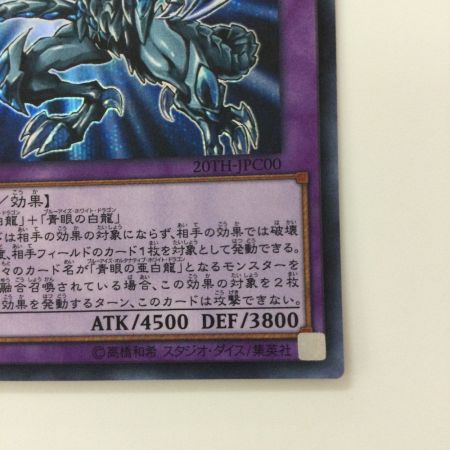 20TH-JPC00
効果】
白龍」＋「青眼の白龍」
は相手の効果の対象にならず、相手の効果では破壊
相手フィールドのカード１枚を対象として発動できる。
々のカード名が「青眼の亜白龍」となるモンスターを
融合召喚されている場合、この効果を２枚
効果を発動するターン、このカードは攻撃できない。
ATK/4500 DEF/3800
©高橋和希 スタジオ・ダイス/集英社